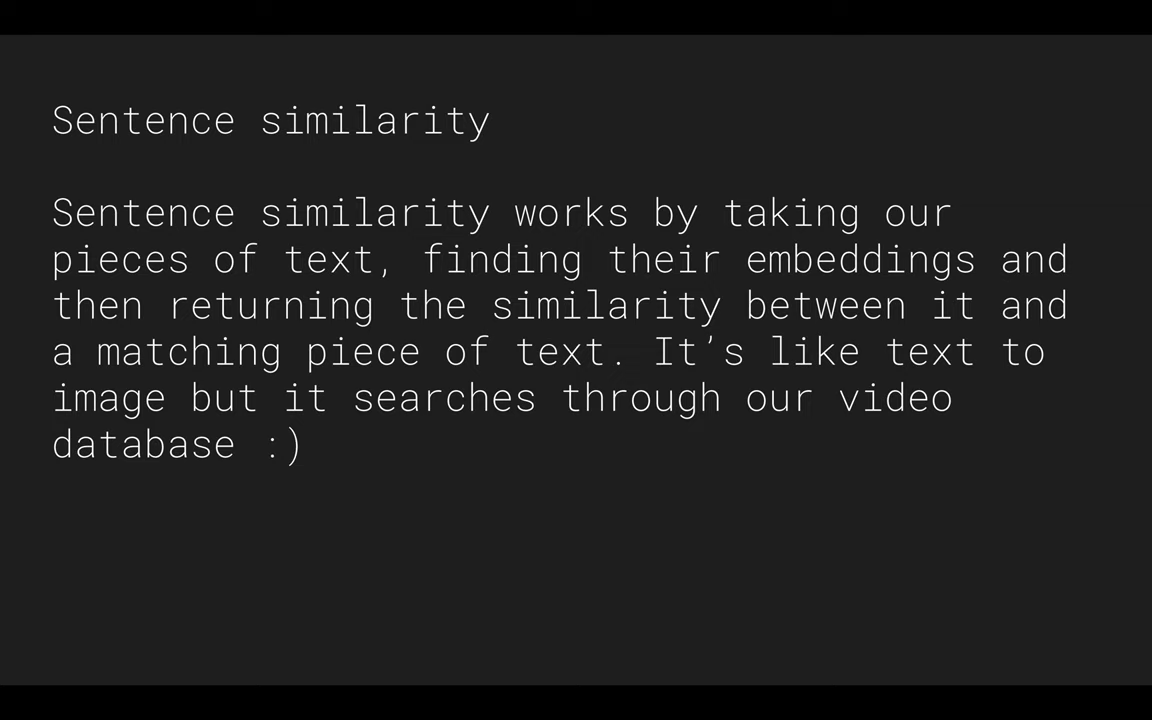 Sentence similarity
Sentence similarity works by taking our
pieces of text, finding their embeddings and
then returning the similarity between it and
a matching piece of text. It’s like text to
image but it searches through our video
database :)